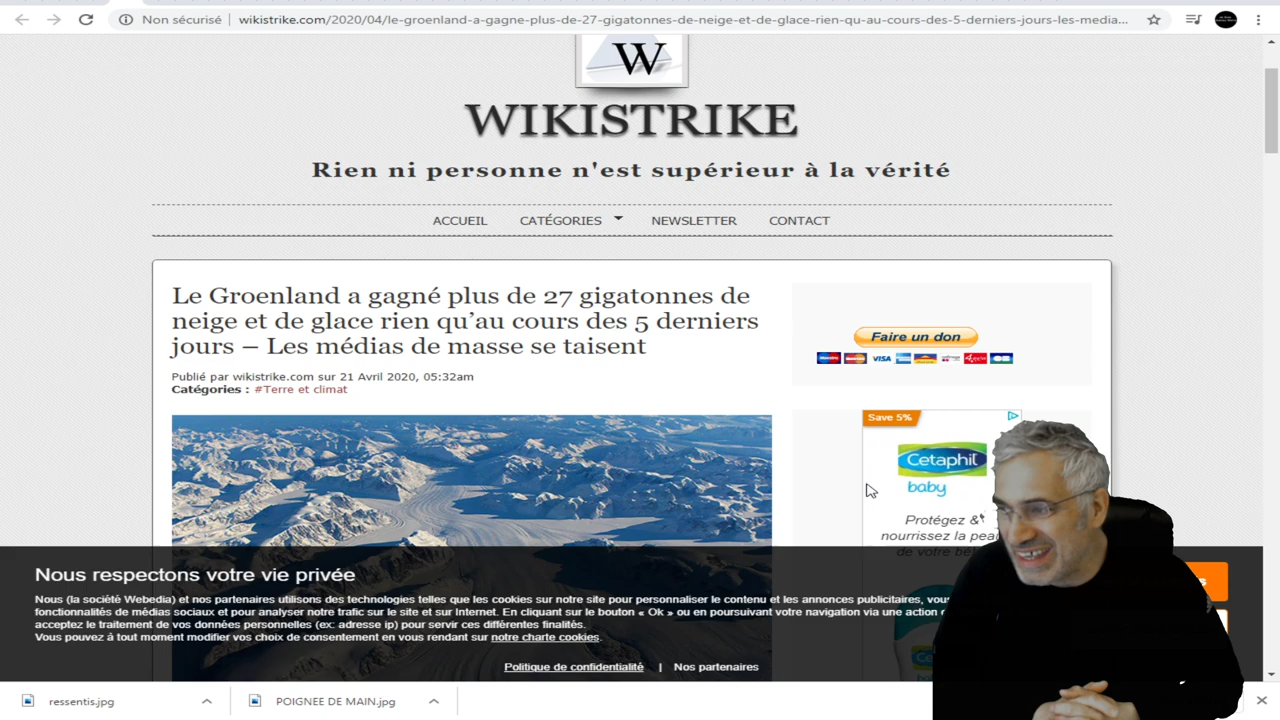 Non sécurisé | wikistrike.com/2020/04/le-groenland-a-gagne-plus-de-27-gigatonnes-de-neige-et-de-glace-rien-qu-au-cours-des-5-derniers-jours-les-media...
W
WIKISTRIKE
Rien ni personne n'est supérieur à la vérité
ACCUEIL CATÉGORIES NEWSLETTER CONTACT
Le Groenland a gagné plus de 27 gigatonnes de
neige et de glace rien qu'au cours des 5 derniers
jours – Les médias de masse se taisent
Publié par wikistrike.com sur 21 Avril 2020, 05:32am
Catégories : #Terre et climat
Faire un don
VISA
Save 5%
Cetaphil
baby
Protégez &
nourrissez la peau
de votre bébé
Nous respectons votre vie privée
Nous (la société Webedia) et nos partenaires utilisons des technologies telles que les cookies sur notre site pour personnaliser le contenu et les annonces publicitaires, vous
fonctionnalités de médias sociaux et pour analyser notre trafic sur le site et sur Internet. En cliquant sur le bouton « Ok » ou en poursuivant votre navigation via une action
acceptez le traitement de vos données personnelles (ex: adresse ip) pour servir ces différentes finalités.
Vous pouvez à tout moment modifier vos choix de consentement en vous rendant sur notre charte cookies.
Politique de confidentialité | Nos partenaires
ressentis.jpg
POIGNEE DE MAIN.jpg